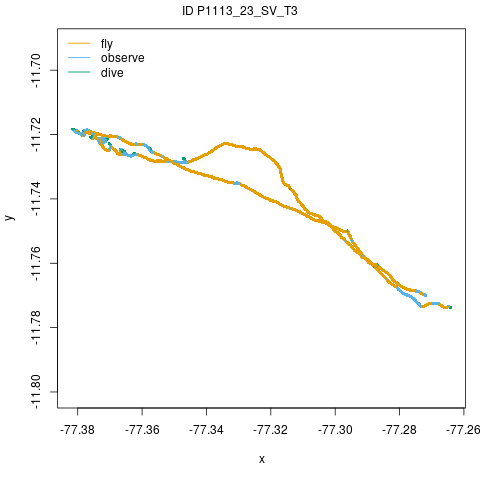 ID P1113_23_SV_T3
fly
observe
dive
y
-11.70
-11.72
-11.74
-11.76
-11.78
-11.80
-77.38 -77.36 -77.34 -77.32 -77.30 -77.28 -77.26
x